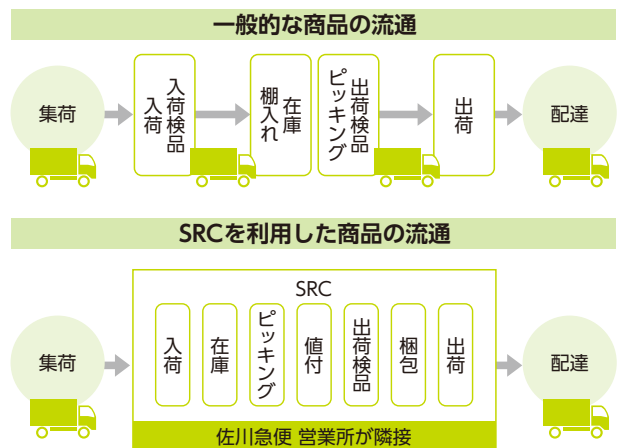 一般的な商品の流通
集荷
入荷検品
入荷
在庫
棚入れ
出荷検品
ピッキング
出荷
配達
SRCを利用した商品の流通
集荷
SRC
入荷
在庫
ピッキング
値付
出荷検品
梱包
出荷
配達
佐川急便 営業所が隣接